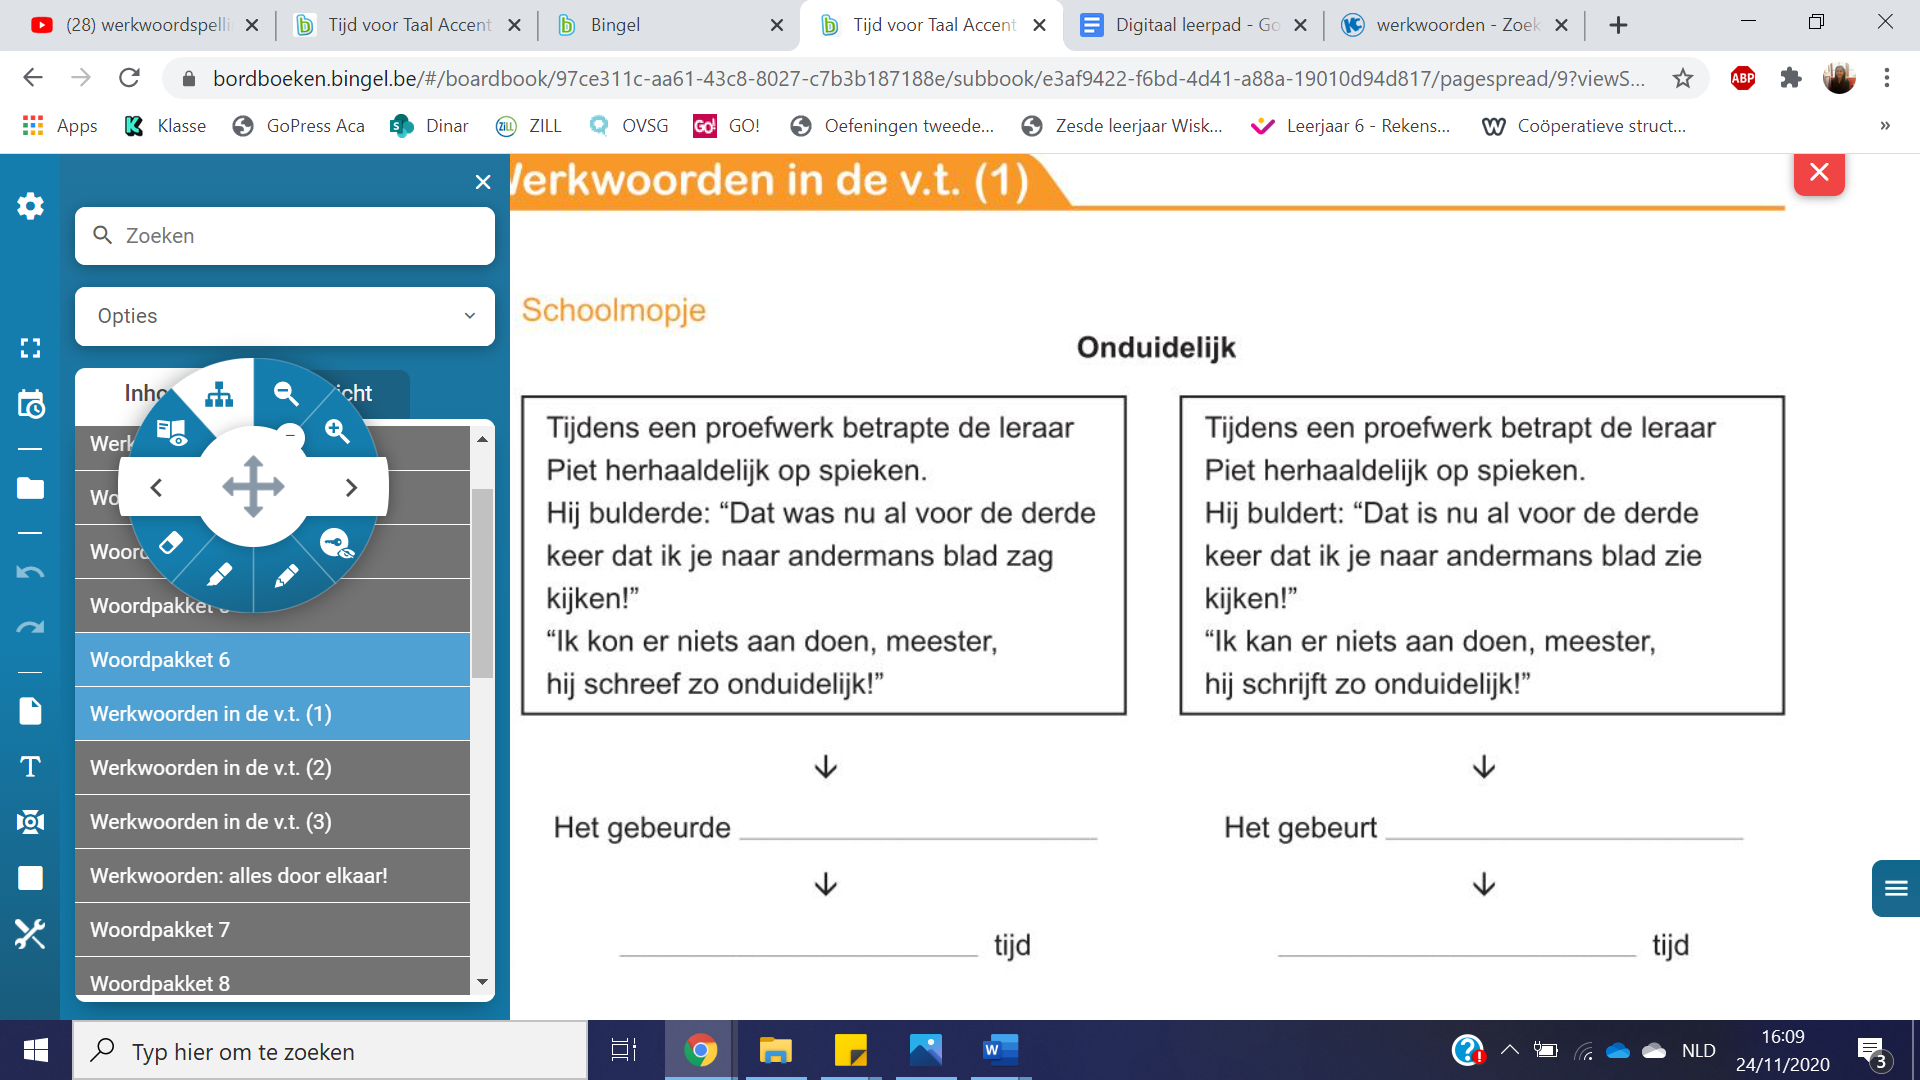 (28) werkwoordspelli
Tijd voor Taal Accent
Bingel
Tijd voor Taal Accent
Digitaal leerpad - Go
werkwoorden - Zoek
bordboeken.bingel.be/#/boardbook/97ce311c-aa61-43c8-8027-c7b3b187188e/subbook/e3af9422-f6bd-4d41-a88a-19010d94d817/pagespread/9?viewS...
ABP
Apps
Klasse
GoPress Aca
Dinar
ZILL
OVSG
GO!
Oefeningen tweede...
Zesde leerjaar Wisk...
Leerjaar 6 - Rekens...
Coöperatieve struct...
»
Zoeken
Opties
Inho
icht
Werk
Wo
Woord
Woordpakket
Woordpakket 6
Werkwoorden in de v.t. (1)
Werkwoorden in de v.t. (2)
Werkwoorden in de v.t. (3)
Werkwoorden: alles door elkaar!
Woordpakket 7
Woordpakket 8
Werkwoorden in de v.t. (1)
Schoolmopje
Onduidelijk
Tijdens een proefwerk betrapte de leraar
Piet herhaaldelijk op spieken.
Hij bulderde: “Dat was nu al voor de derde
keer dat ik je naar andermans blad zag
kijken!”
“Ik kon er niets aan doen, meester,
hij schreef zo onduidelijk!”
Het gebeurde
tijd
Tijdens een proefwerk betrapt de leraar
Piet herhaaldelijk op spieken.
Hij buldert: “Dat is nu al voor de derde
keer dat ik je naar andermans blad zie
kijken!”
“Ik kan er niets aan doen, meester,
hij schrijft zo onduidelijk!”
Het gebeurt
tijd
Typ hier om te zoeken
NLD
16:09
24/11/2020
3